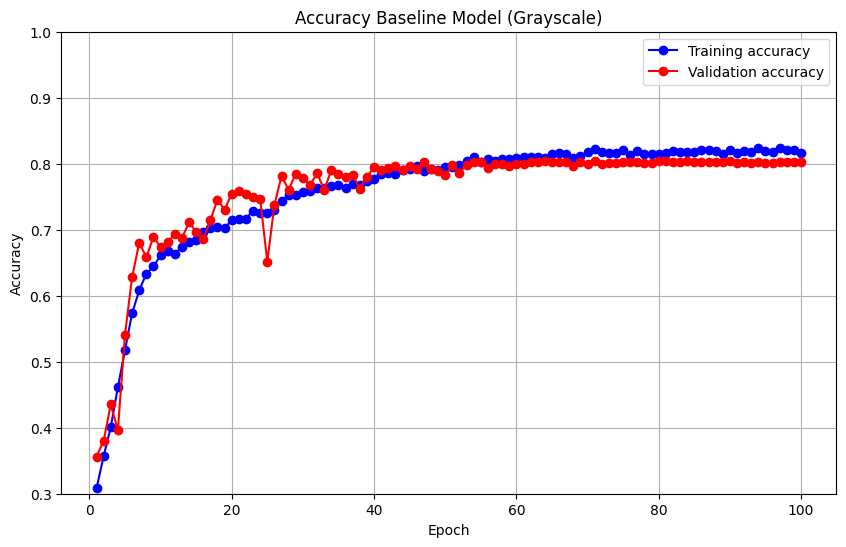 Accuracy Baseline Model (Grayscale)
Training accuracy
Validation accuracy
1.0
0.9
0.8
0.7
0.6
0.5
0.4
0.3
Accuracy
0 20 40 60 80 100
Epoch